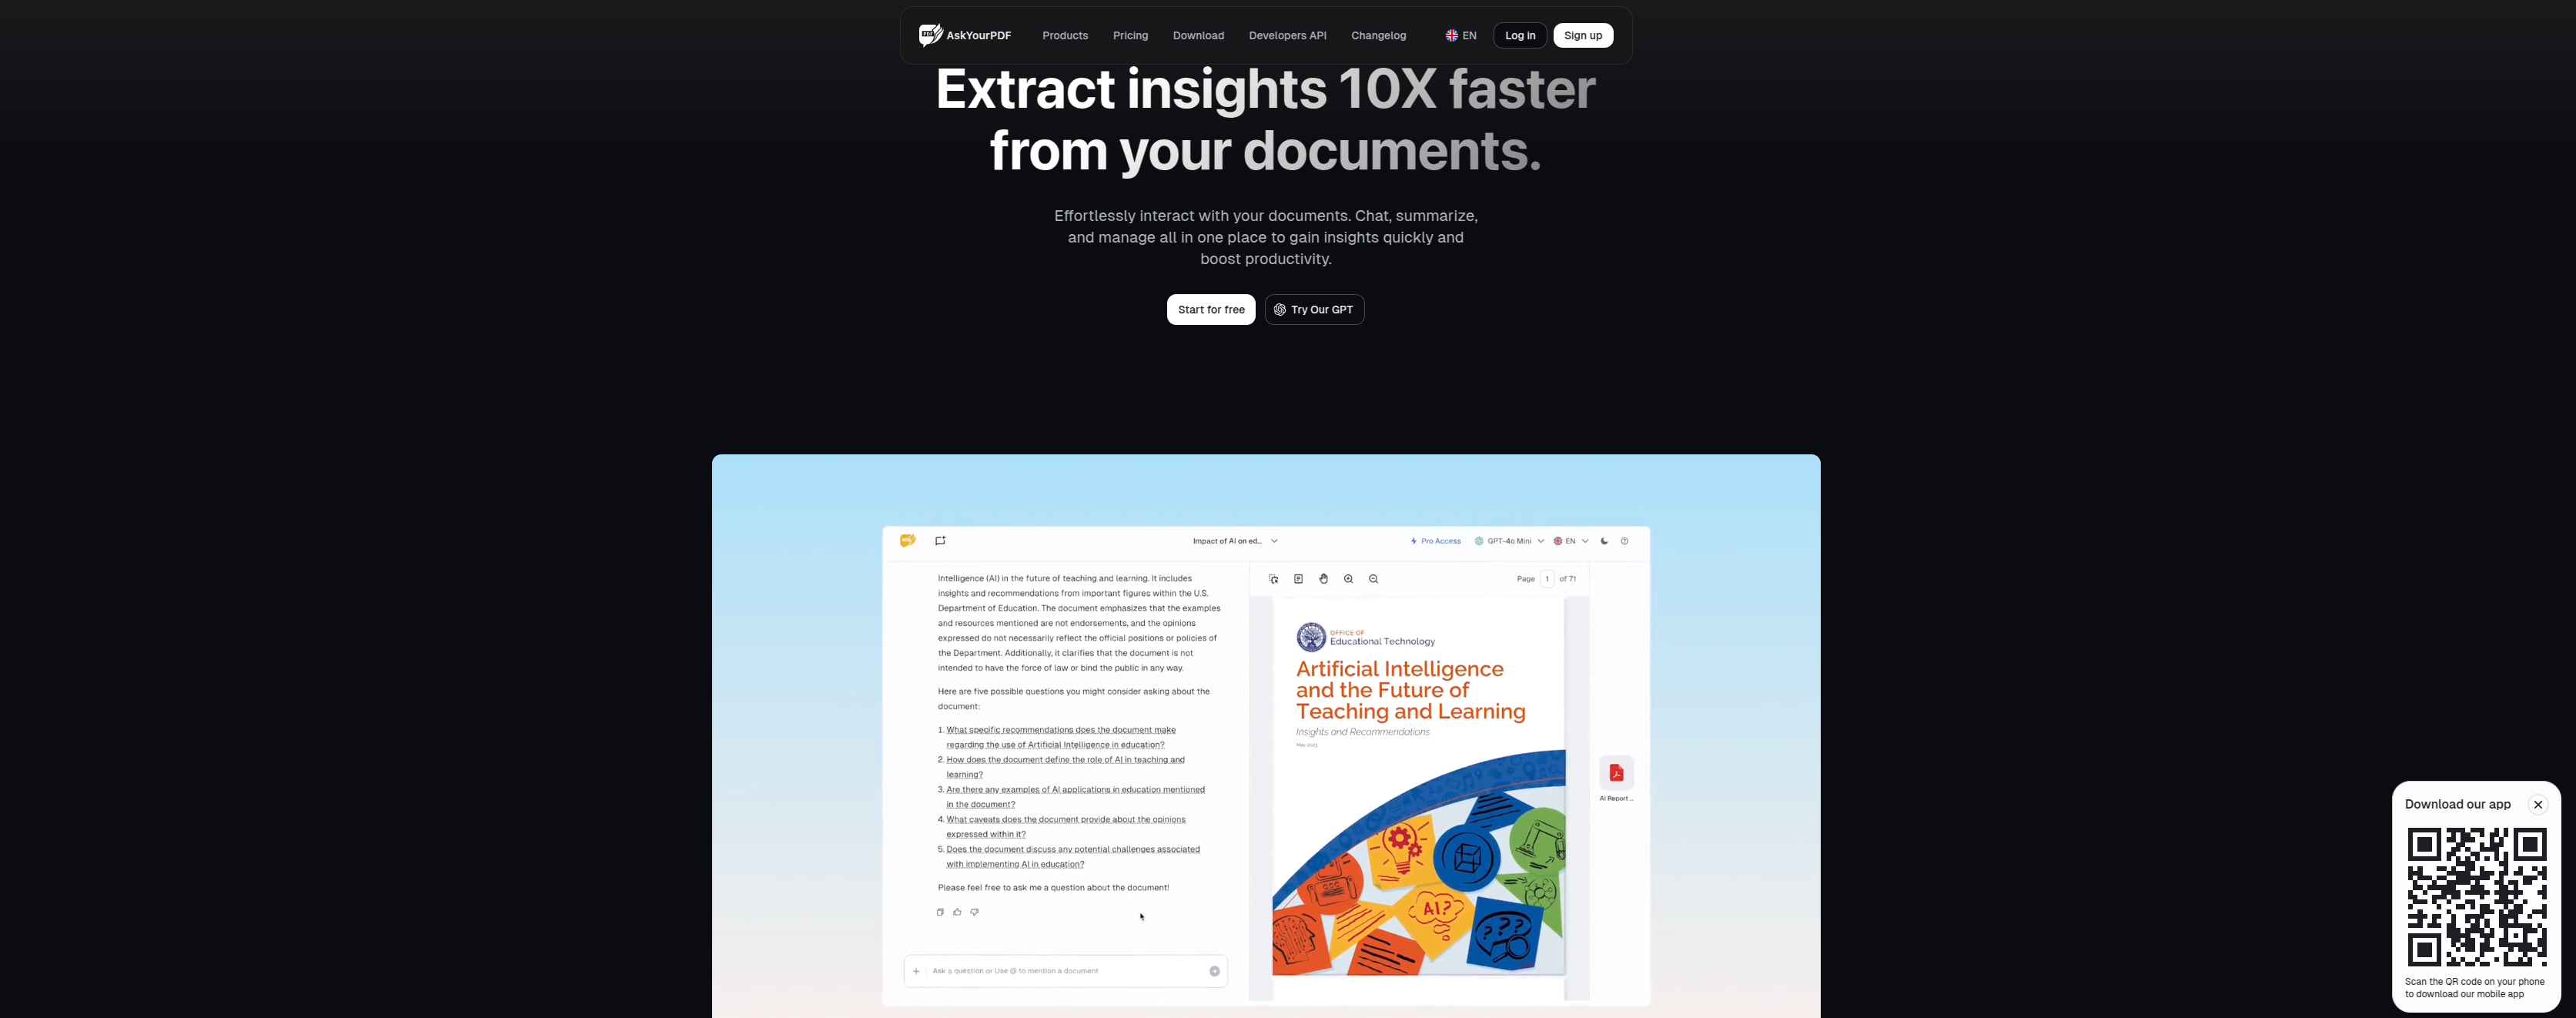 AskYourPDF
Products
Pricing
Download
Developers API
Changelog
EN
Log in
Sign up
Extract insights 10X faster
from your documents.
Effortlessly interact with your documents. Chat, summarize,
and manage all in one place to gain insights quickly and
boost productivity.
Start for free
Try Our GPT
Impact of AI on ed...
Pro Access
GPT-4o Mini
EN
Intelligence (AI) in the future of teaching and learning. It includes
insights and recommendations from important figures within the U.S.
Department of Education. The document emphasizes that the examples
and resources mentioned are not endorsements, and the opinions
expressed do not necessarily reflect the official positions or policies of
the Department. Additionally, it clarifies that the document is not
intended to have the force of law or bind the public in any way.
Here are five possible questions you might consider asking about the
document:
1. What specific recommendations does the document make
regarding the use of Artificial Intelligence in education?
2. How does the document define the role of AI in teaching and
learning?
3. Are there any examples of AI applications in education mentioned
in the document?
4. What caveats does the document provide about the opinions
expressed within it?
5. Does the document discuss any potential challenges associated
with implementing AI in education?
Please feel free to ask me a question about the document!
Ask a question or Use @ to mention a document
Page 1 of 71
OFFICE OF
Educational Technology
Artificial Intelligence
and the Future of
Teaching and Learning
Insights and Recommendations
May 2023
AI??
???
AI Report ...
Download our app
Scan the QR code on your phone
to download our mobile app